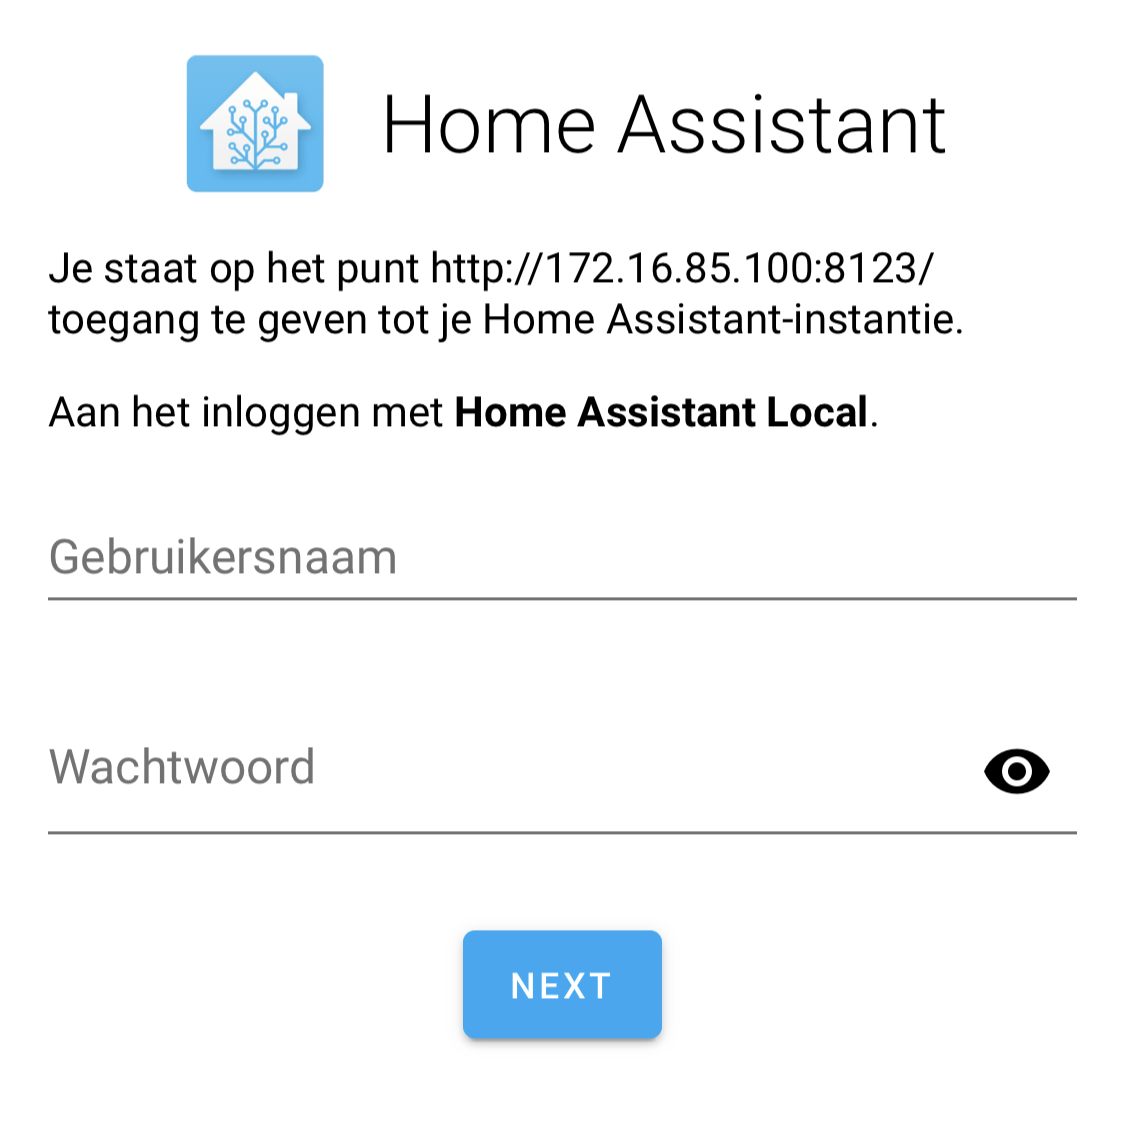 Home Assistant
Je staat op het punt http://172.16.85.100:8123/
toegang te geven tot je Home Assistant-instantie.
Aan het inloggen met Home Assistant Local.
Gebruikersnaam
Wachtwoord
NEXT